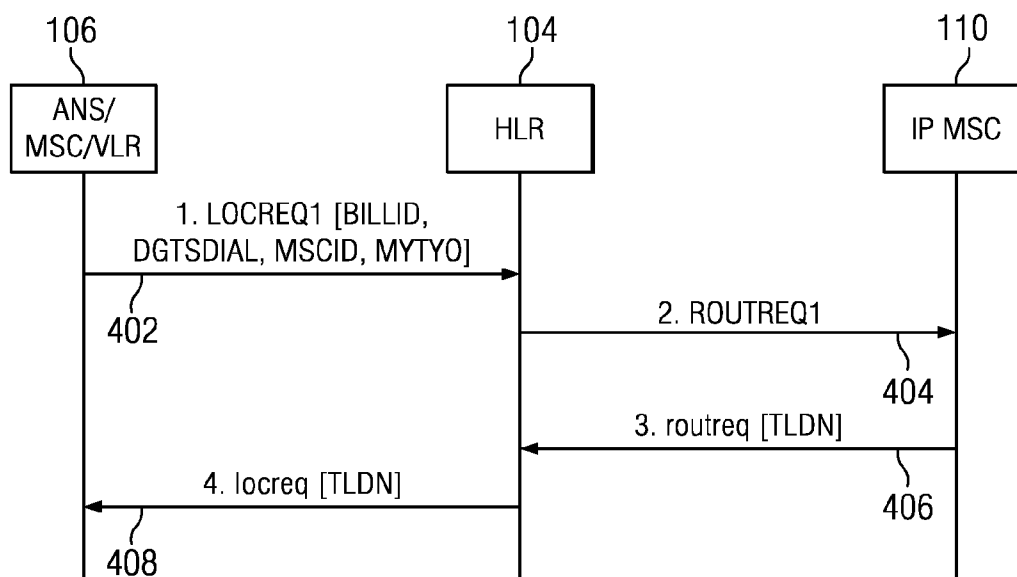 106
104
110
ANS/
MSC/VLR
HLR
IP MSC
1. LOCREQ1 [BILLID,
DGTSDIAL, MSCID, MYTYO]
402
2. ROUTREQ1
404
3. routreq [TLDN]
406
4. locreq [TLDN]
408